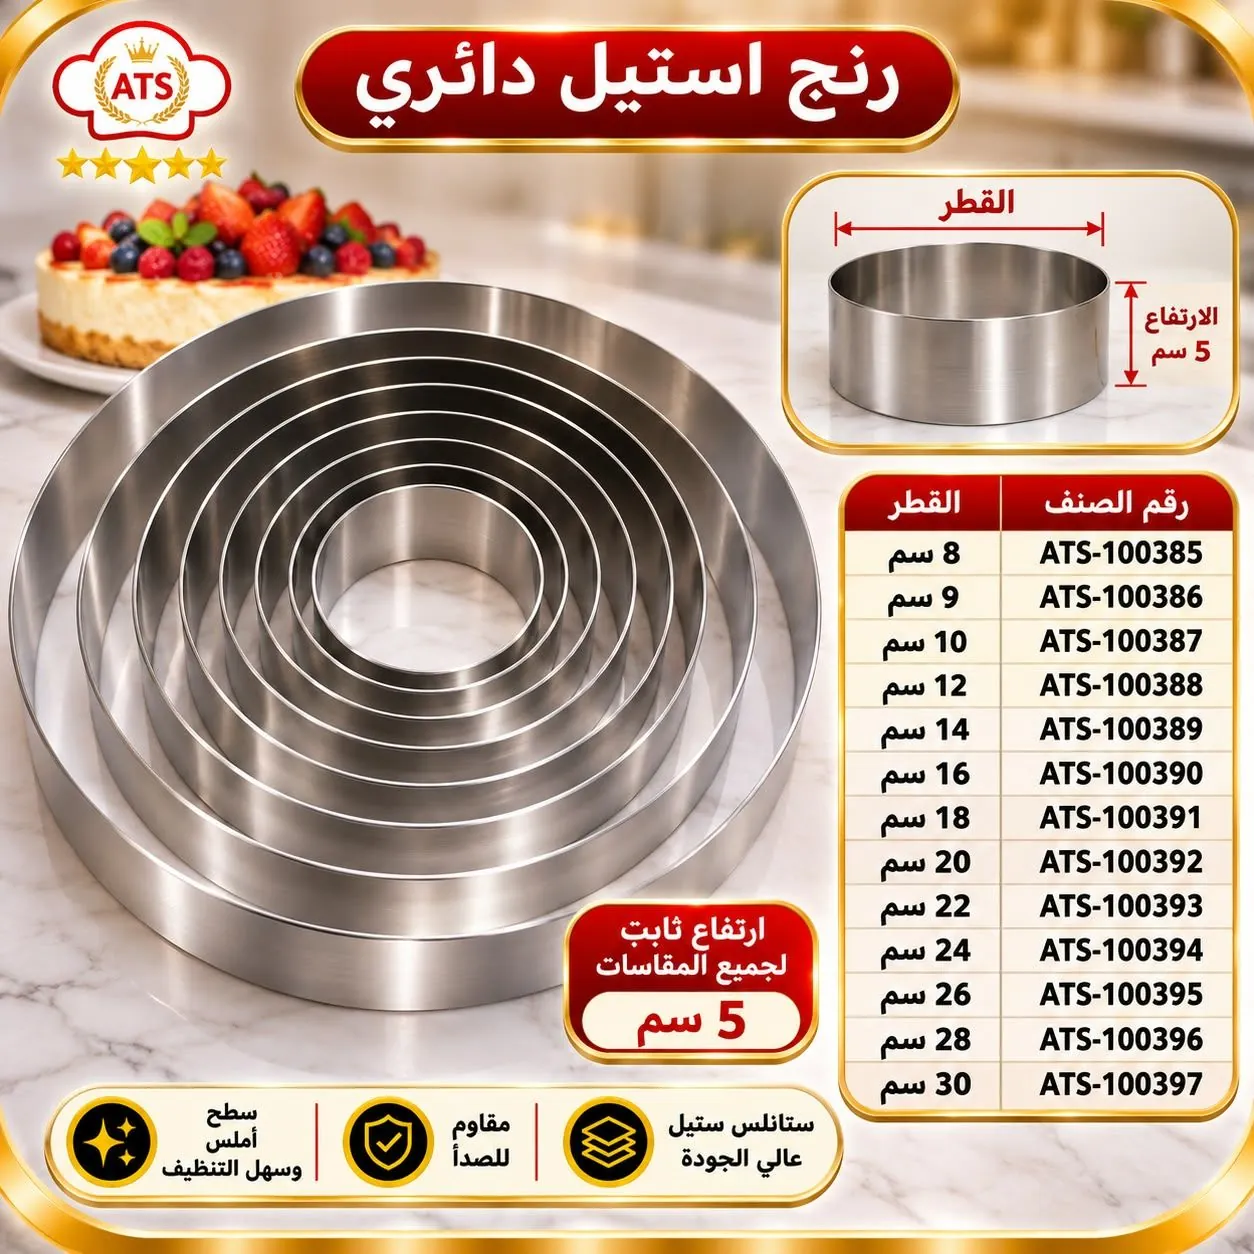 ATS
رنج استيل دائري
القطر
الارتفاع
5 سم
رقم الصنف القطر
ATS-100385 8 سم
ATS-100386 9 سم
ATS-100387 10 سم
ATS-100388 12 سم
ATS-100389 14 سم
ATS-100390 16 سم
ATS-100391 18 سم
ATS-100392 20 سم
ATS-100393 22 سم
ATS-100394 24 سم
ATS-100395 26 سم
ATS-100396 28 سم
ATS-100397 30 سم
ارتفاع ثابت
لجميع المقاسات
5 سم
ستانلس ستيل
عالي الجودة
مقاوم
للصدأ
سطح
أملس
وسهل التنظيف